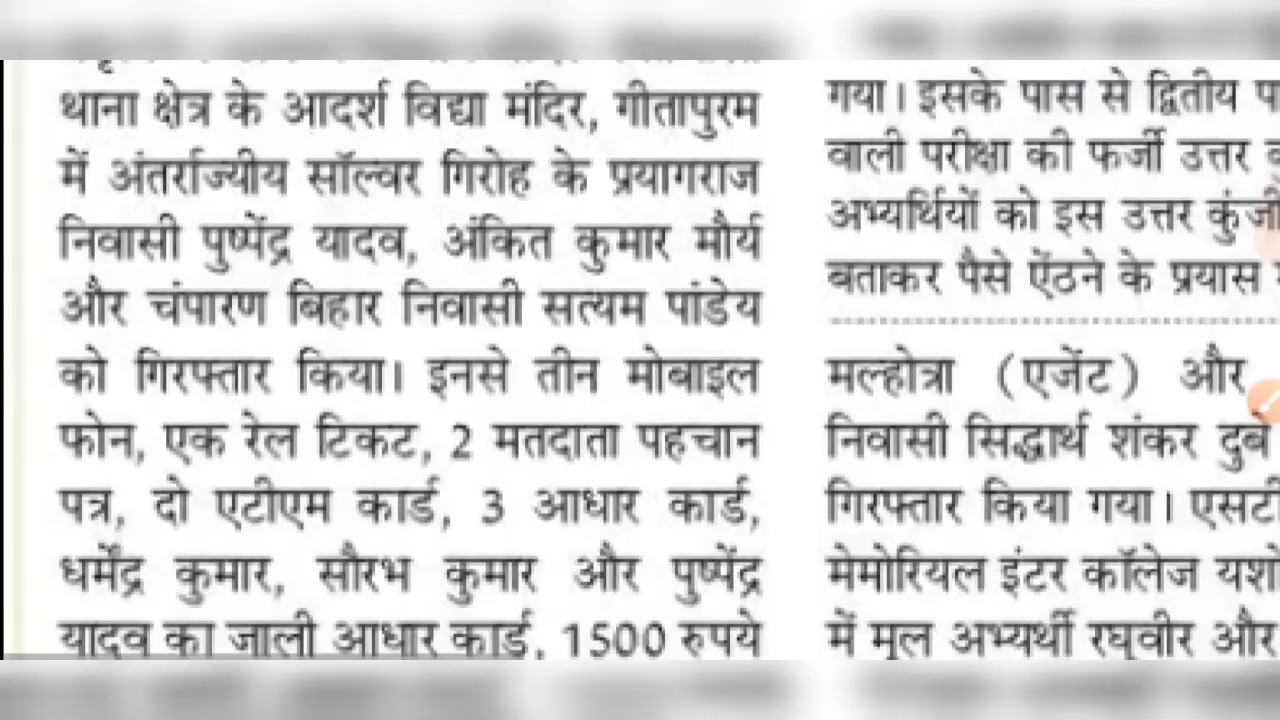 थाना क्षेत्र के आदर्श विद्या मंदिर, गीतापुरम
में अंतर्राज्यीय सॉल्वर गिरोह के प्रयागराज
निवासी पुष्पेंद्र यादव, अंकित कुमार मौर्य
और चंपारण बिहार निवासी सत्यम पांडेय
को गिरफ्तार किया। इनसे तीन मोबाइल
फोन, एक रेल टिकट, 2 मतदाता पहचान
पत्र, दो एटीएम कार्ड, 3 आधार कार्ड,
धर्मेंद्र कुमार, सौरभ कुमार और पुष्पेंद्र
यादव का जाली आधार कार्ड, 1500 रुपये
गया। इसके पास से द्वितीय
वाली परीक्षा की फर्जी उत्तर
अभ्यर्थियों को इस उत्तर
बताकर पैसे ऐंठने के प्रयास
मल्होत्रा (एजेंट) और
निवासी सिद्धार्थ शंकर
गिरफ्तार किया गया।
मेमोरियल इंटर कॉलेज
में मूल अभ्यर्थी रघुवीर और